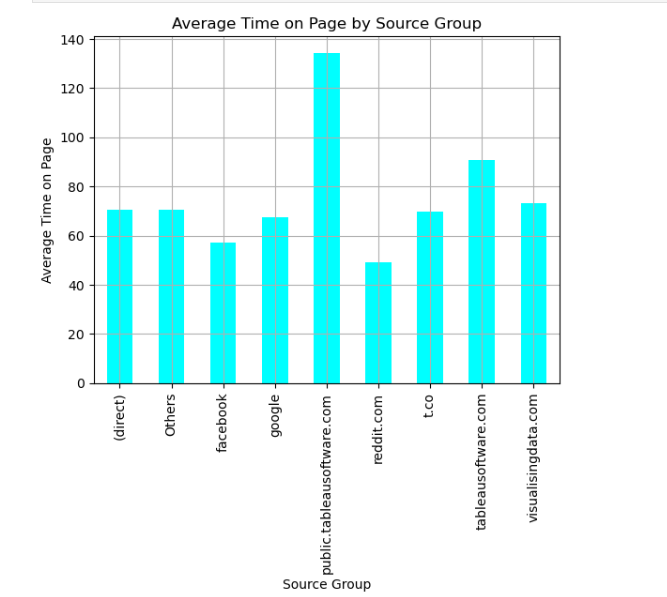 Average Time on Page by Source Group
Average Time on Page
140
120
100
80
60
40
20
0
(direct)
Others
facebook
google
public.tableausoftware.com
reddit.com
t.co
tableausoftware.com
visualisingdata.com
Source Group